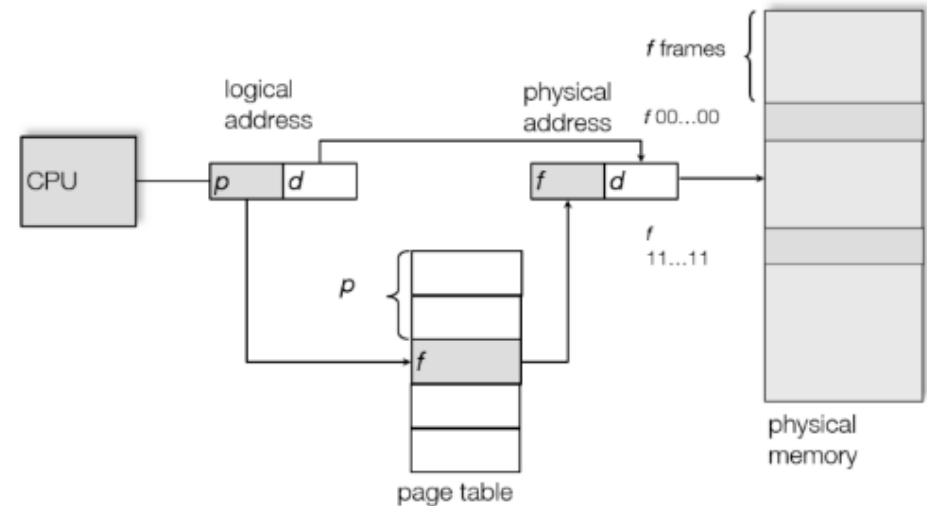 f frames
logical
address
physical
address
f 00...00
CPU
p
d
f
d
f
11...11
p
f
physical
memory
page table